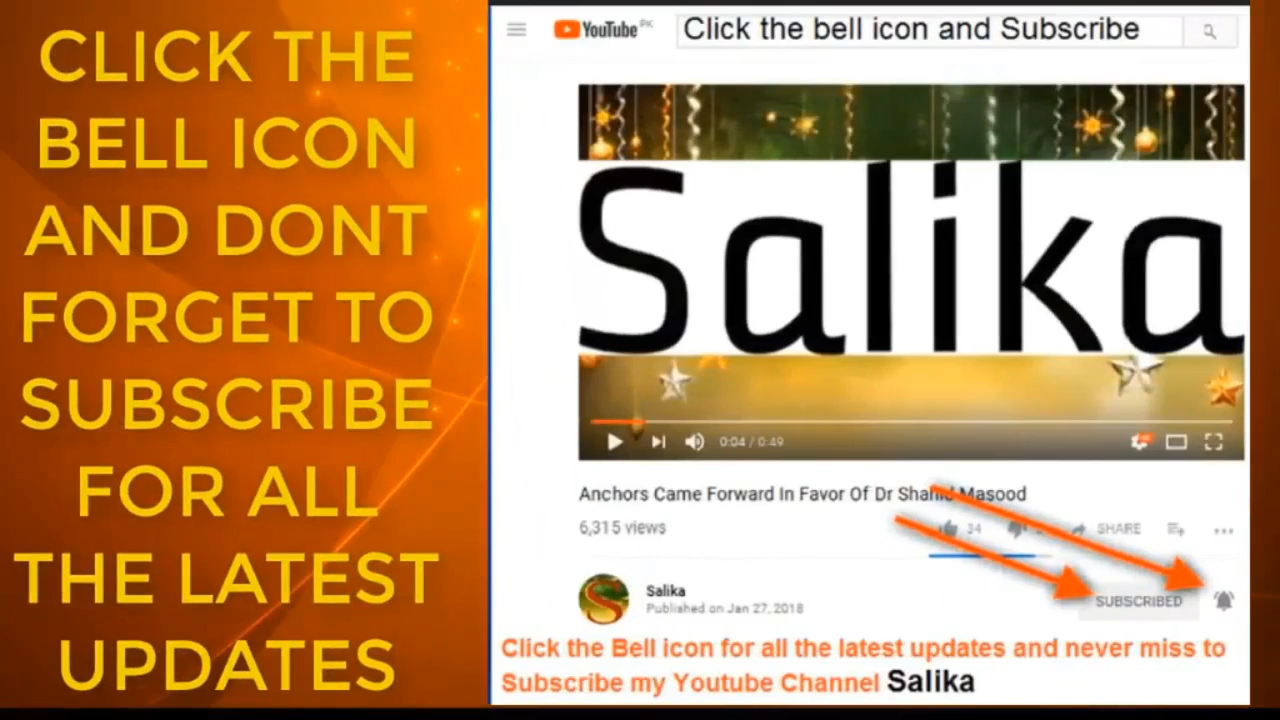 CLICK THE
BELL ICON
AND DONT
FORGET TO
SUBSCRIBE
FOR ALL
THE LATEST
UPDATES
YouTube PK
Click the bell icon and Subscribe
Salika
0:04 / 0:49
Anchors Came Forward In Favor Of Dr Shahid Masood
6,315 views
34
SHARE
Salika
Published on Jan 27, 2018
SUBSCRIBED
Click the Bell icon for all the latest updates and never miss to
Subscribe my Youtube Channel Salika